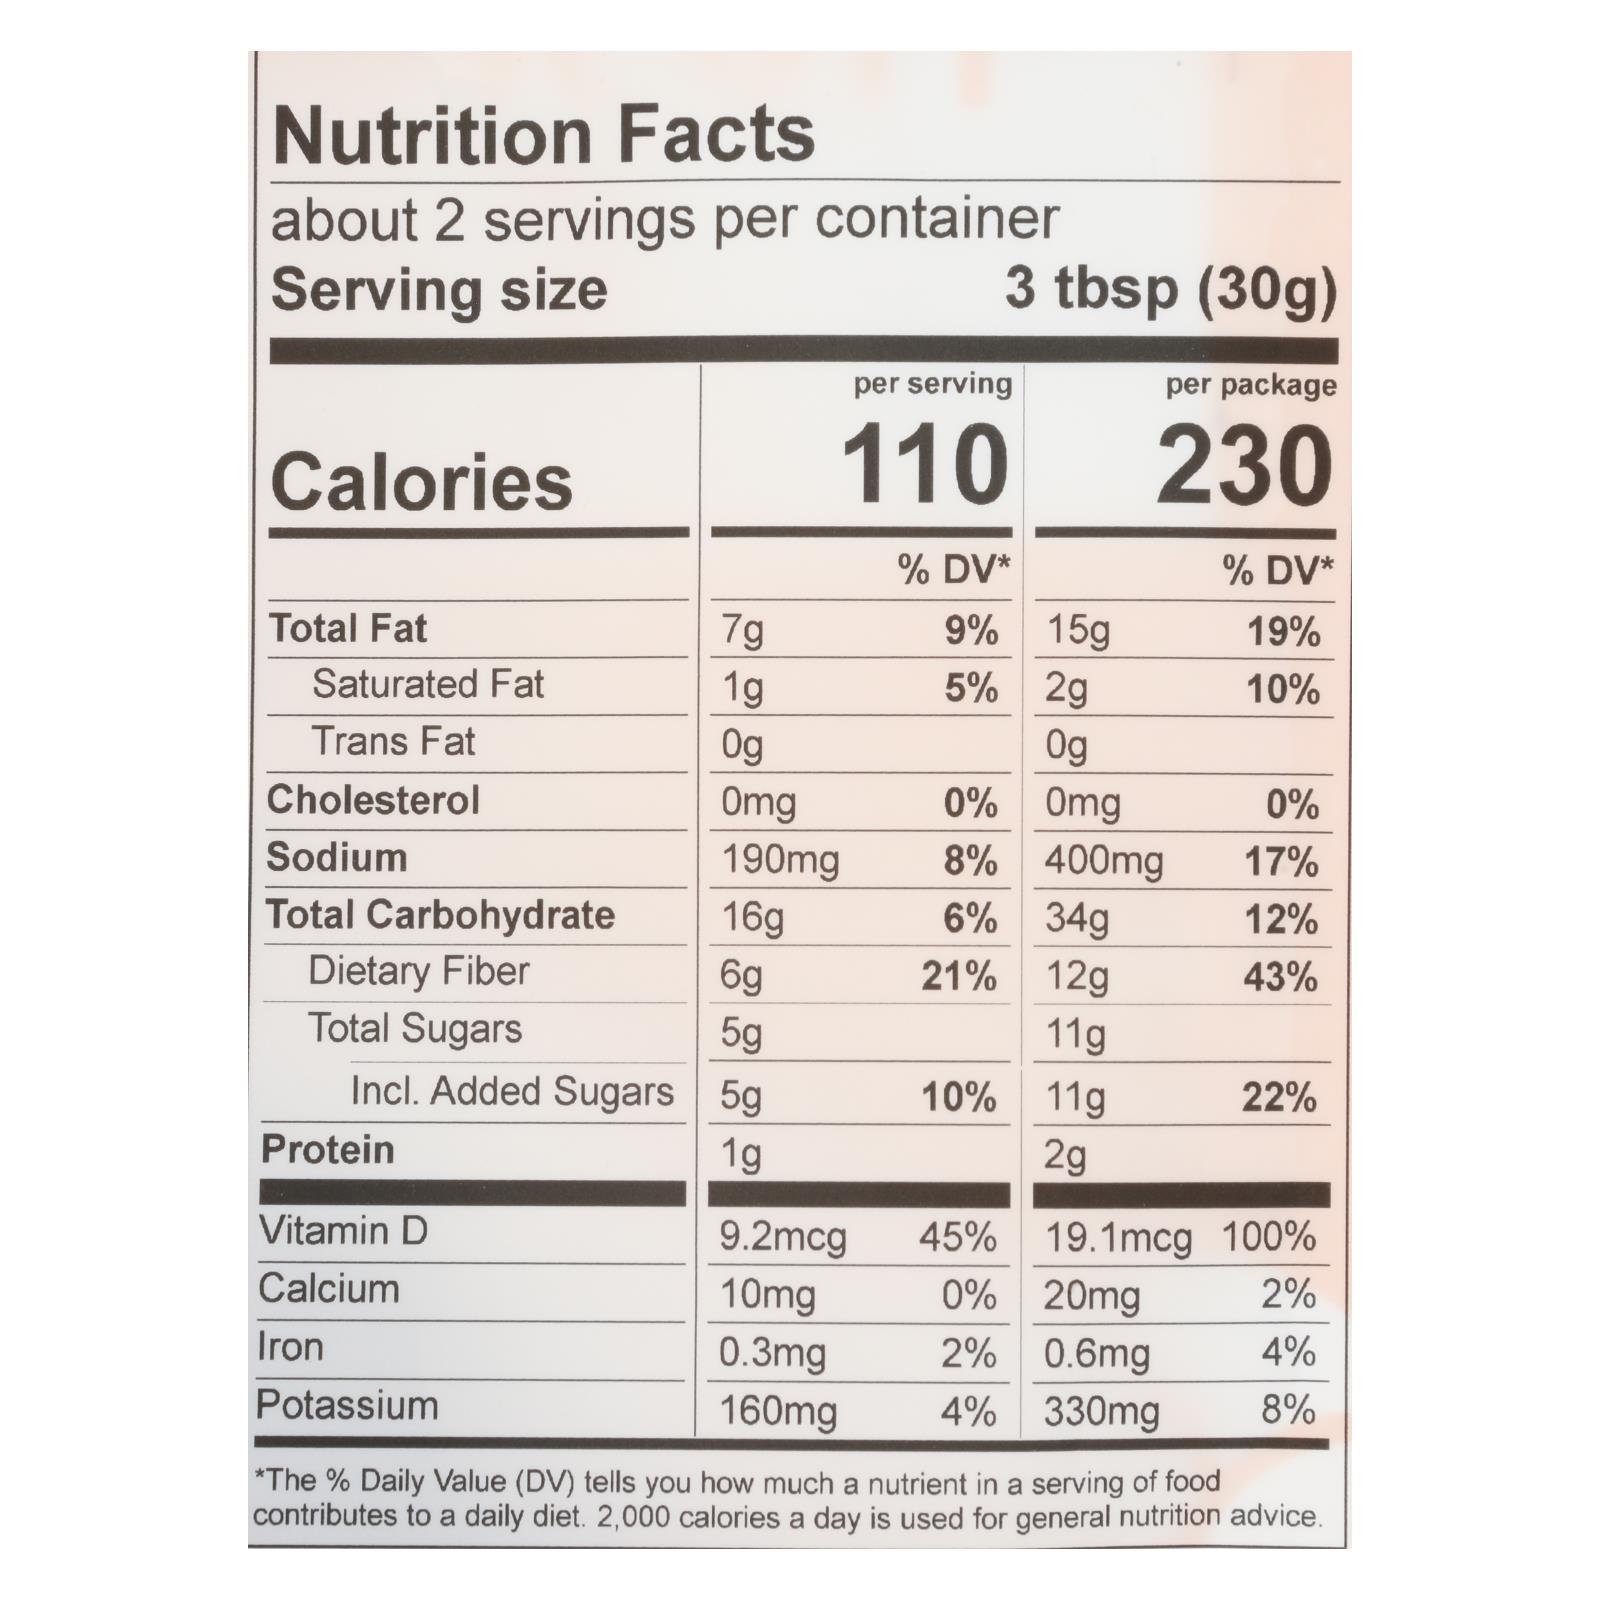 Nutrition Facts
about 2 servings per container
Serving size 3 tbsp (30g)
per serving per package
Calories 110 230
% DV* % DV*
Total Fat 7g 9% 15g 19%
Saturated Fat 1g 5% 2g 10%
Trans Fat 0g 0g
Cholesterol 0mg 0% 0mg 0%
Sodium 190mg 8% 400mg 17%
Total Carbohydrate 16g 6% 34g 12%
Dietary Fiber 6g 21% 12g 43%
Total Sugars 5g 11g
Incl. Added Sugars 5g 10% 11g 22%
Protein 1g 2g
Vitamin D 9.2mcg 45% 19.1mcg 100%
Calcium 10mg 0% 20mg 2%
Iron 0.3mg 2% 0.6mg 4%
Potassium 160mg 4% 330mg 8%
*The % Daily Value (DV) tells you how much a nutrient in a serving of food
contributes to a daily diet. 2,000 calories a day is used for general nutrition advice.